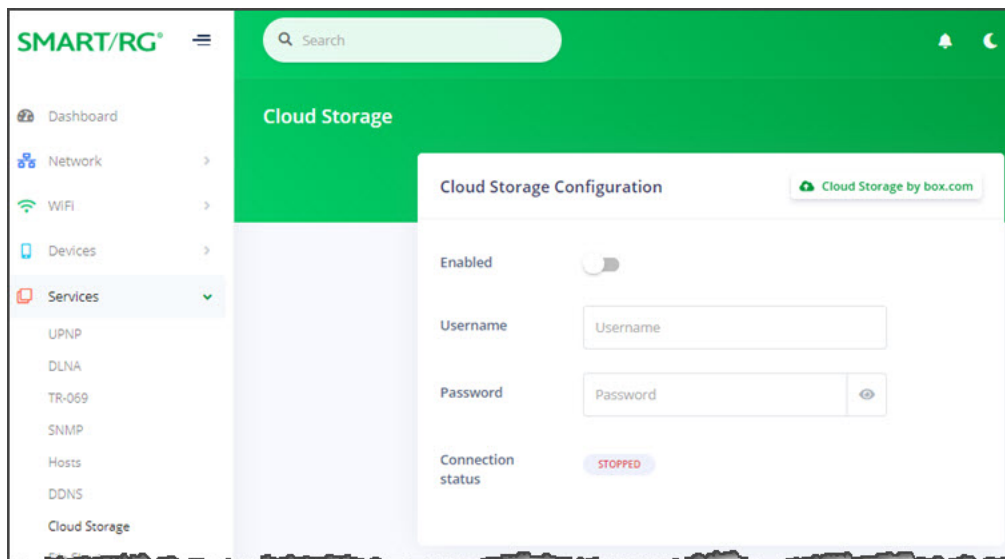 SMART/RG®
Search
Dashboard
Network
WiFi
Devices
Services
UPNP
DLNA
TR-069
SNMP
Hosts
DDNS
Cloud Storage
Cloud Storage
Cloud Storage Configuration
Cloud Storage by box.com
Enabled
Username
Username
Password
Password
Connection
status
STOPPED